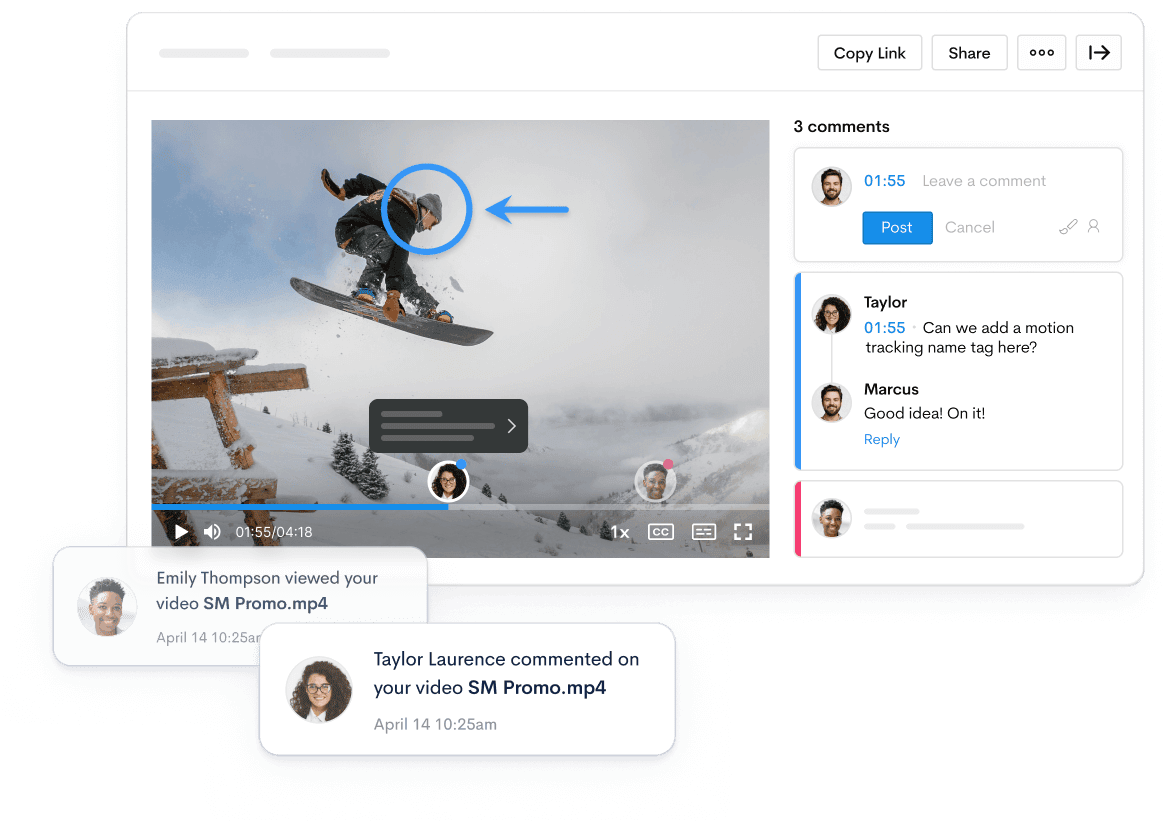 Copy Link
Share
3 comments
01:55 Leave a comment
Post
Cancel
Taylor
01:55 · Can we add a motion
tracking name tag here?
Marcus
Good idea! On it!
Reply
01:55/04:18
1x
CC
Emily Thompson viewed your
video SM Promo.mp4
April 14 10:25am
Taylor Laurence commented on
your video SM Promo.mp4
April 14 10:25am